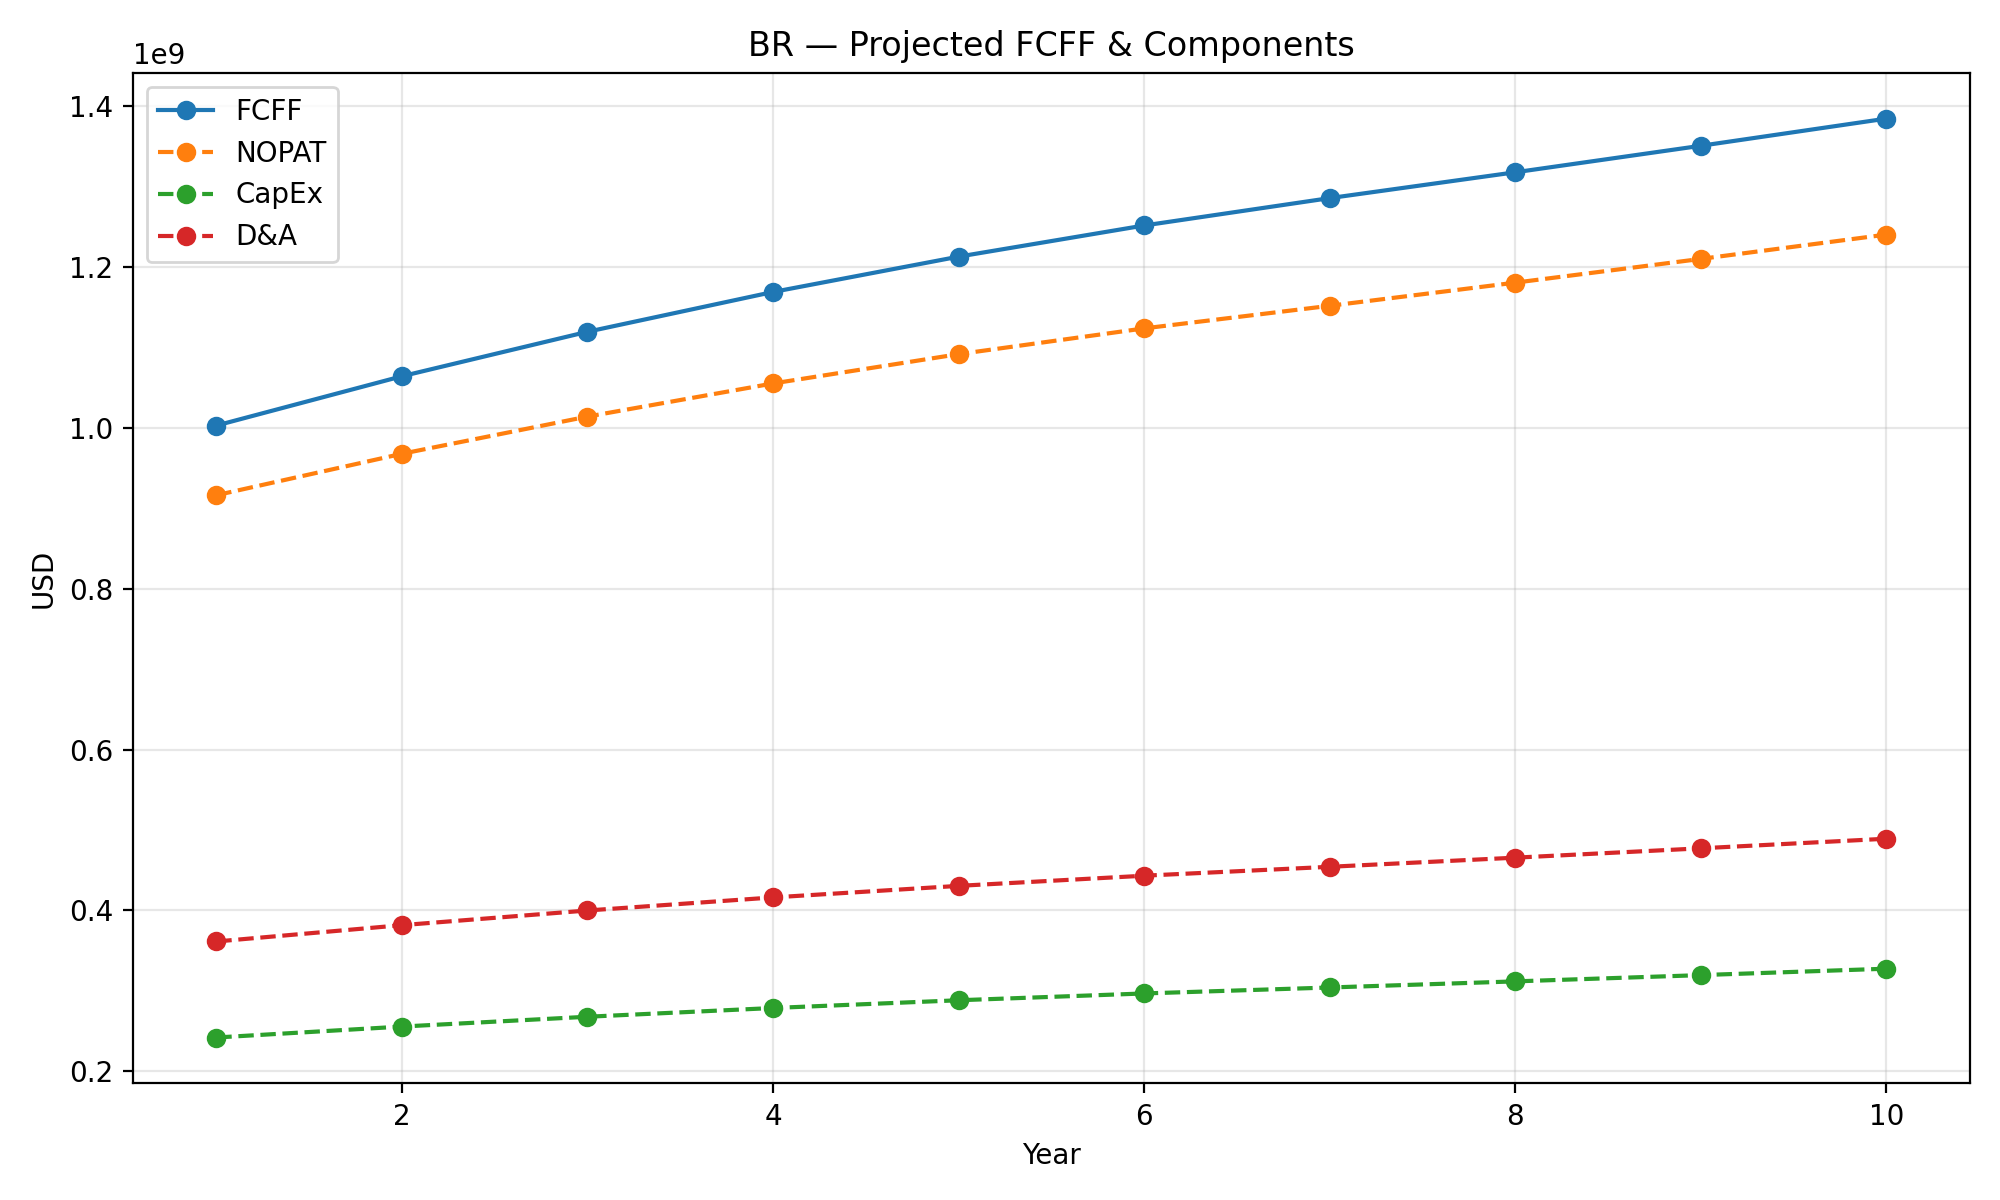 BR — Projected FCFF & Components
1e9
FCFF
NOPAT
CapEx
D&A
1.4
1.2
1.0
0.8
0.6
0.4
0.2
USD
2 4 6 8 10
Year